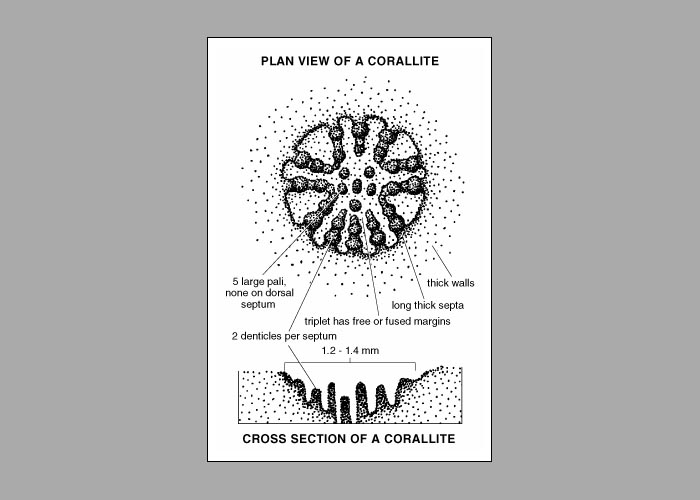 PLAN VIEW OF A CORALLITE
5 large pali,
none on dorsal
septum
thick walls
long thick septa
triplet has free or fused margins
2 denticles per septum
1.2 - 1.4 mm
CROSS SECTION OF A CORALLITE